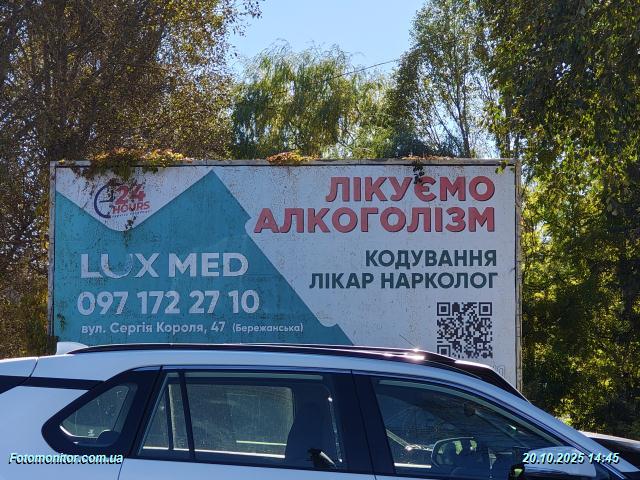 24
HOURS
ЛІКУЄМО
АЛКОГОЛІЗМ
LUX MED
КОДУВАННЯ
ЛІКАР НАРКОЛОГ
097 172 27 10
вул. Сергія Короля, 47 (Бережанська)
Fotomonitor.com.ua
20.10.2025 14:45